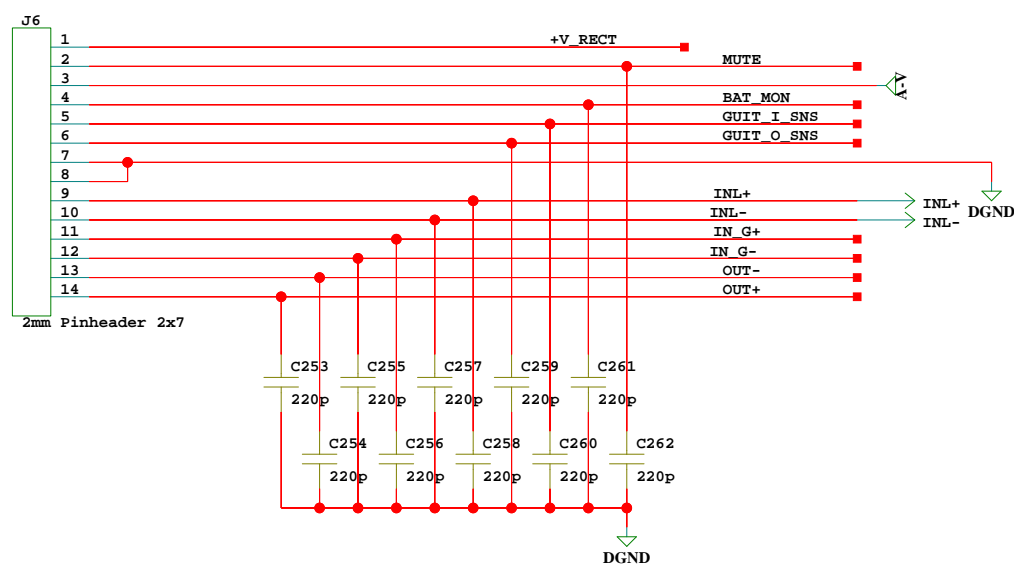 J6
1 +V_RECT
2 MUTE
3 A-V
4 BAT_MON
5 GUIT_I_SNS
6 GUIT_O_SNS
7
8
9 INL+ INL+
DGND
10 INL- INL-
11 IN_G+
12 IN_G-
13 OUT-
14 OUT+
2mm Pinheader 2x7
C253 C255 C257 C259 C261
220p 220p 220p 220p 220p
C254 C256 C258 C260 C262
220p 220p 220p 220p 220p
DGND